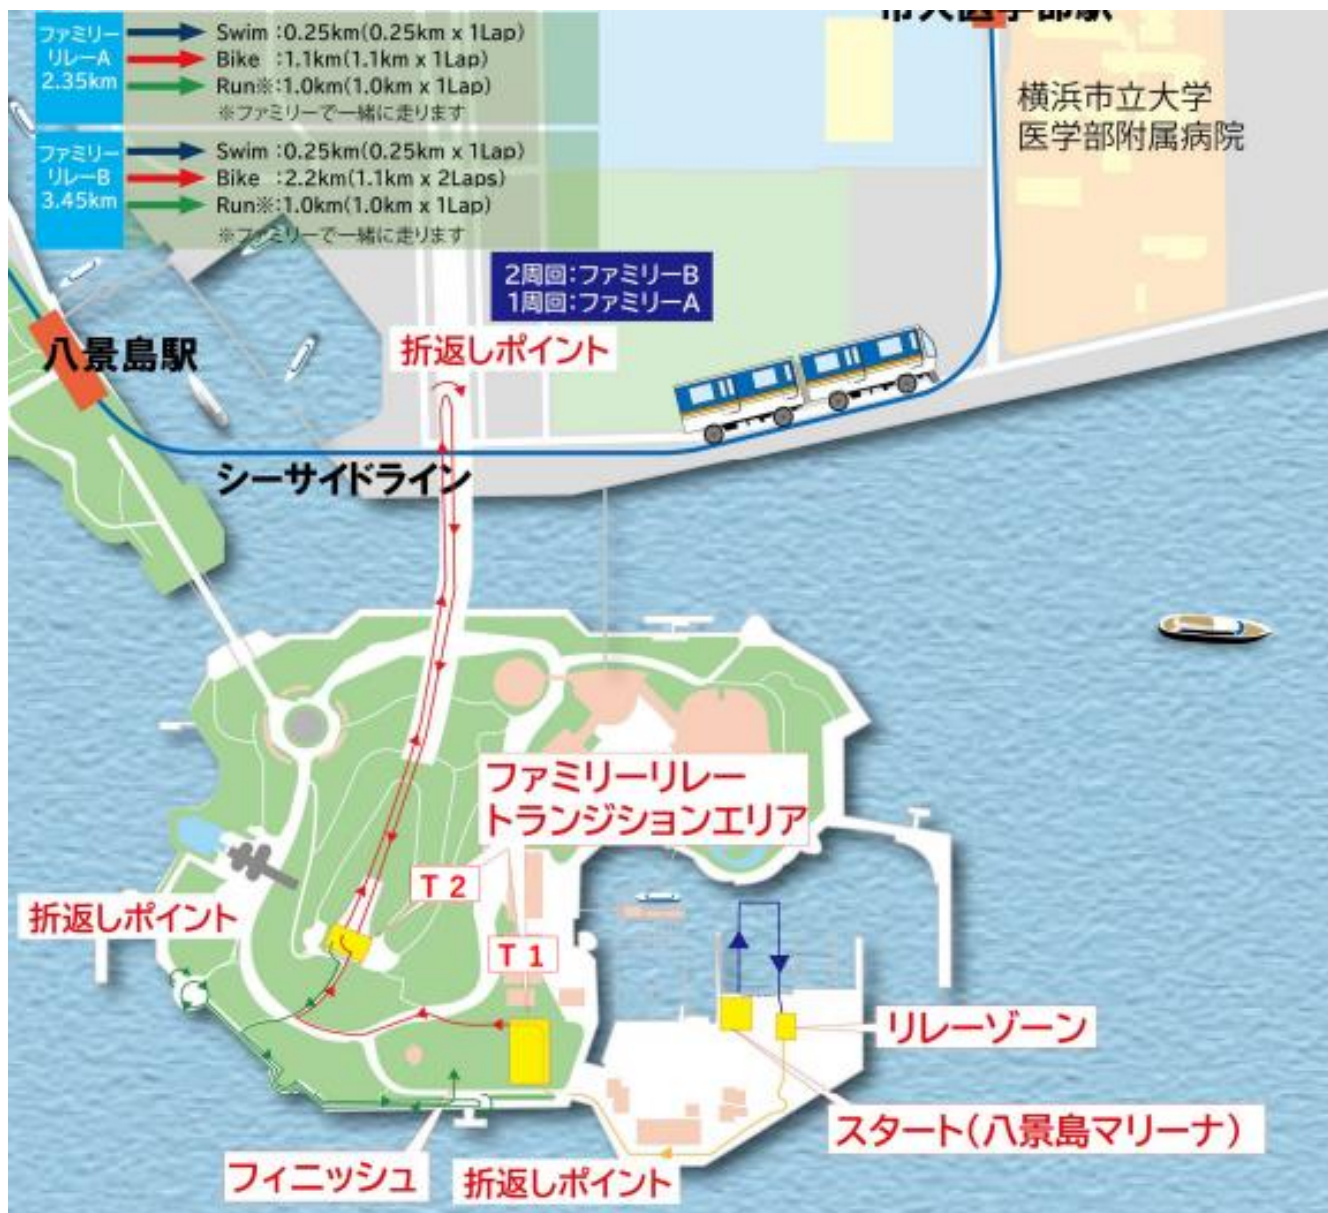 ファミリー
リレーA
2.35km
Swim :0.25km(0.25km x 1Lap)
Bike :1.1km(1.1km x 1Lap)
Run※:1.0km(1.0km x 1Lap)
※ファミリーで一緒に走ります
ファミリー
リレーB
3.45km
Swim :0.25km(0.25km x 1Lap)
Bike :2.2km(1.1km x 2Laps)
Run※:1.0km(1.0km x 1Lap)
※ファミリーで一緒に走ります
市大医学部駅
横浜市立大学
医学部附属病院
2周回:ファミリーB
1周回:ファミリーA
八景島駅
折返しポイント
シーサイドライン
ファミリーリレー
トランジションエリア
T 2
折返しポイント
T 1
リレーゾーン
スタート(八景島マリーナ)
フィニッシュ
折返しポイント